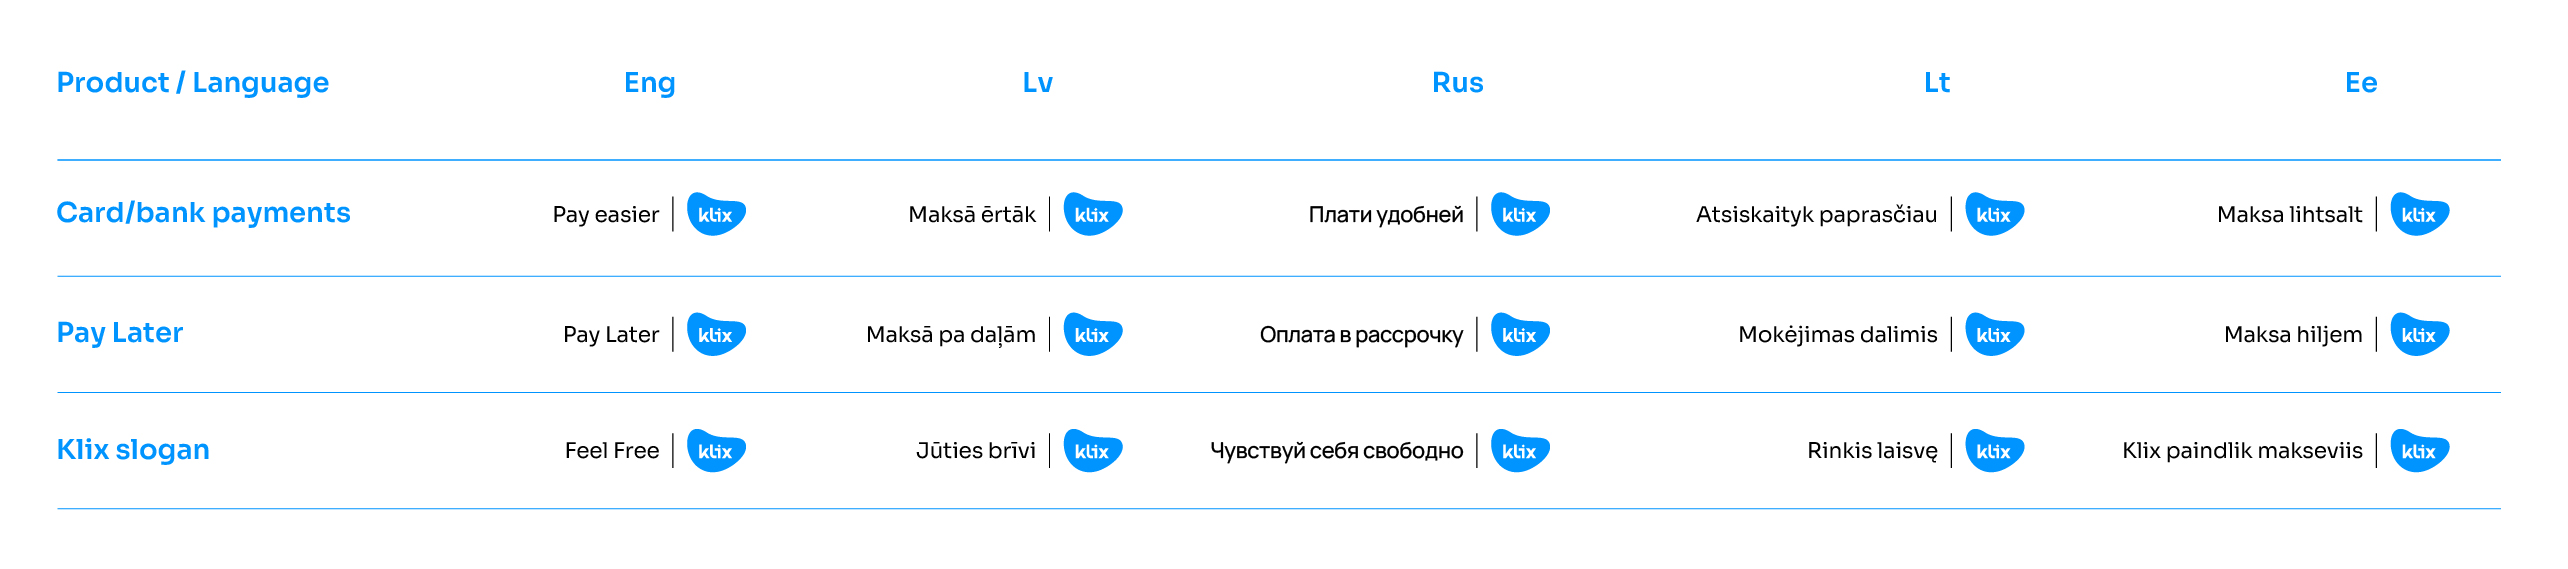 Product / Language Eng Lv Rus Lt Ee
Card/bank payments Pay easier klix Maksā ērtāk klix Плати удобней klix Atsiskaityk paprasčiau klix Maksa lihtsalt klix
Pay Later Pay Later klix Maksā pa daļām klix Оплата в рассрочку klix Mokėjimas dalimis klix Maksa hiljem klix
Klix slogan Feel Free klix Jūties brīvi klix Чувствуй себя свободно klix Rinkis laisvę klix Klix paindlik makseviis klix